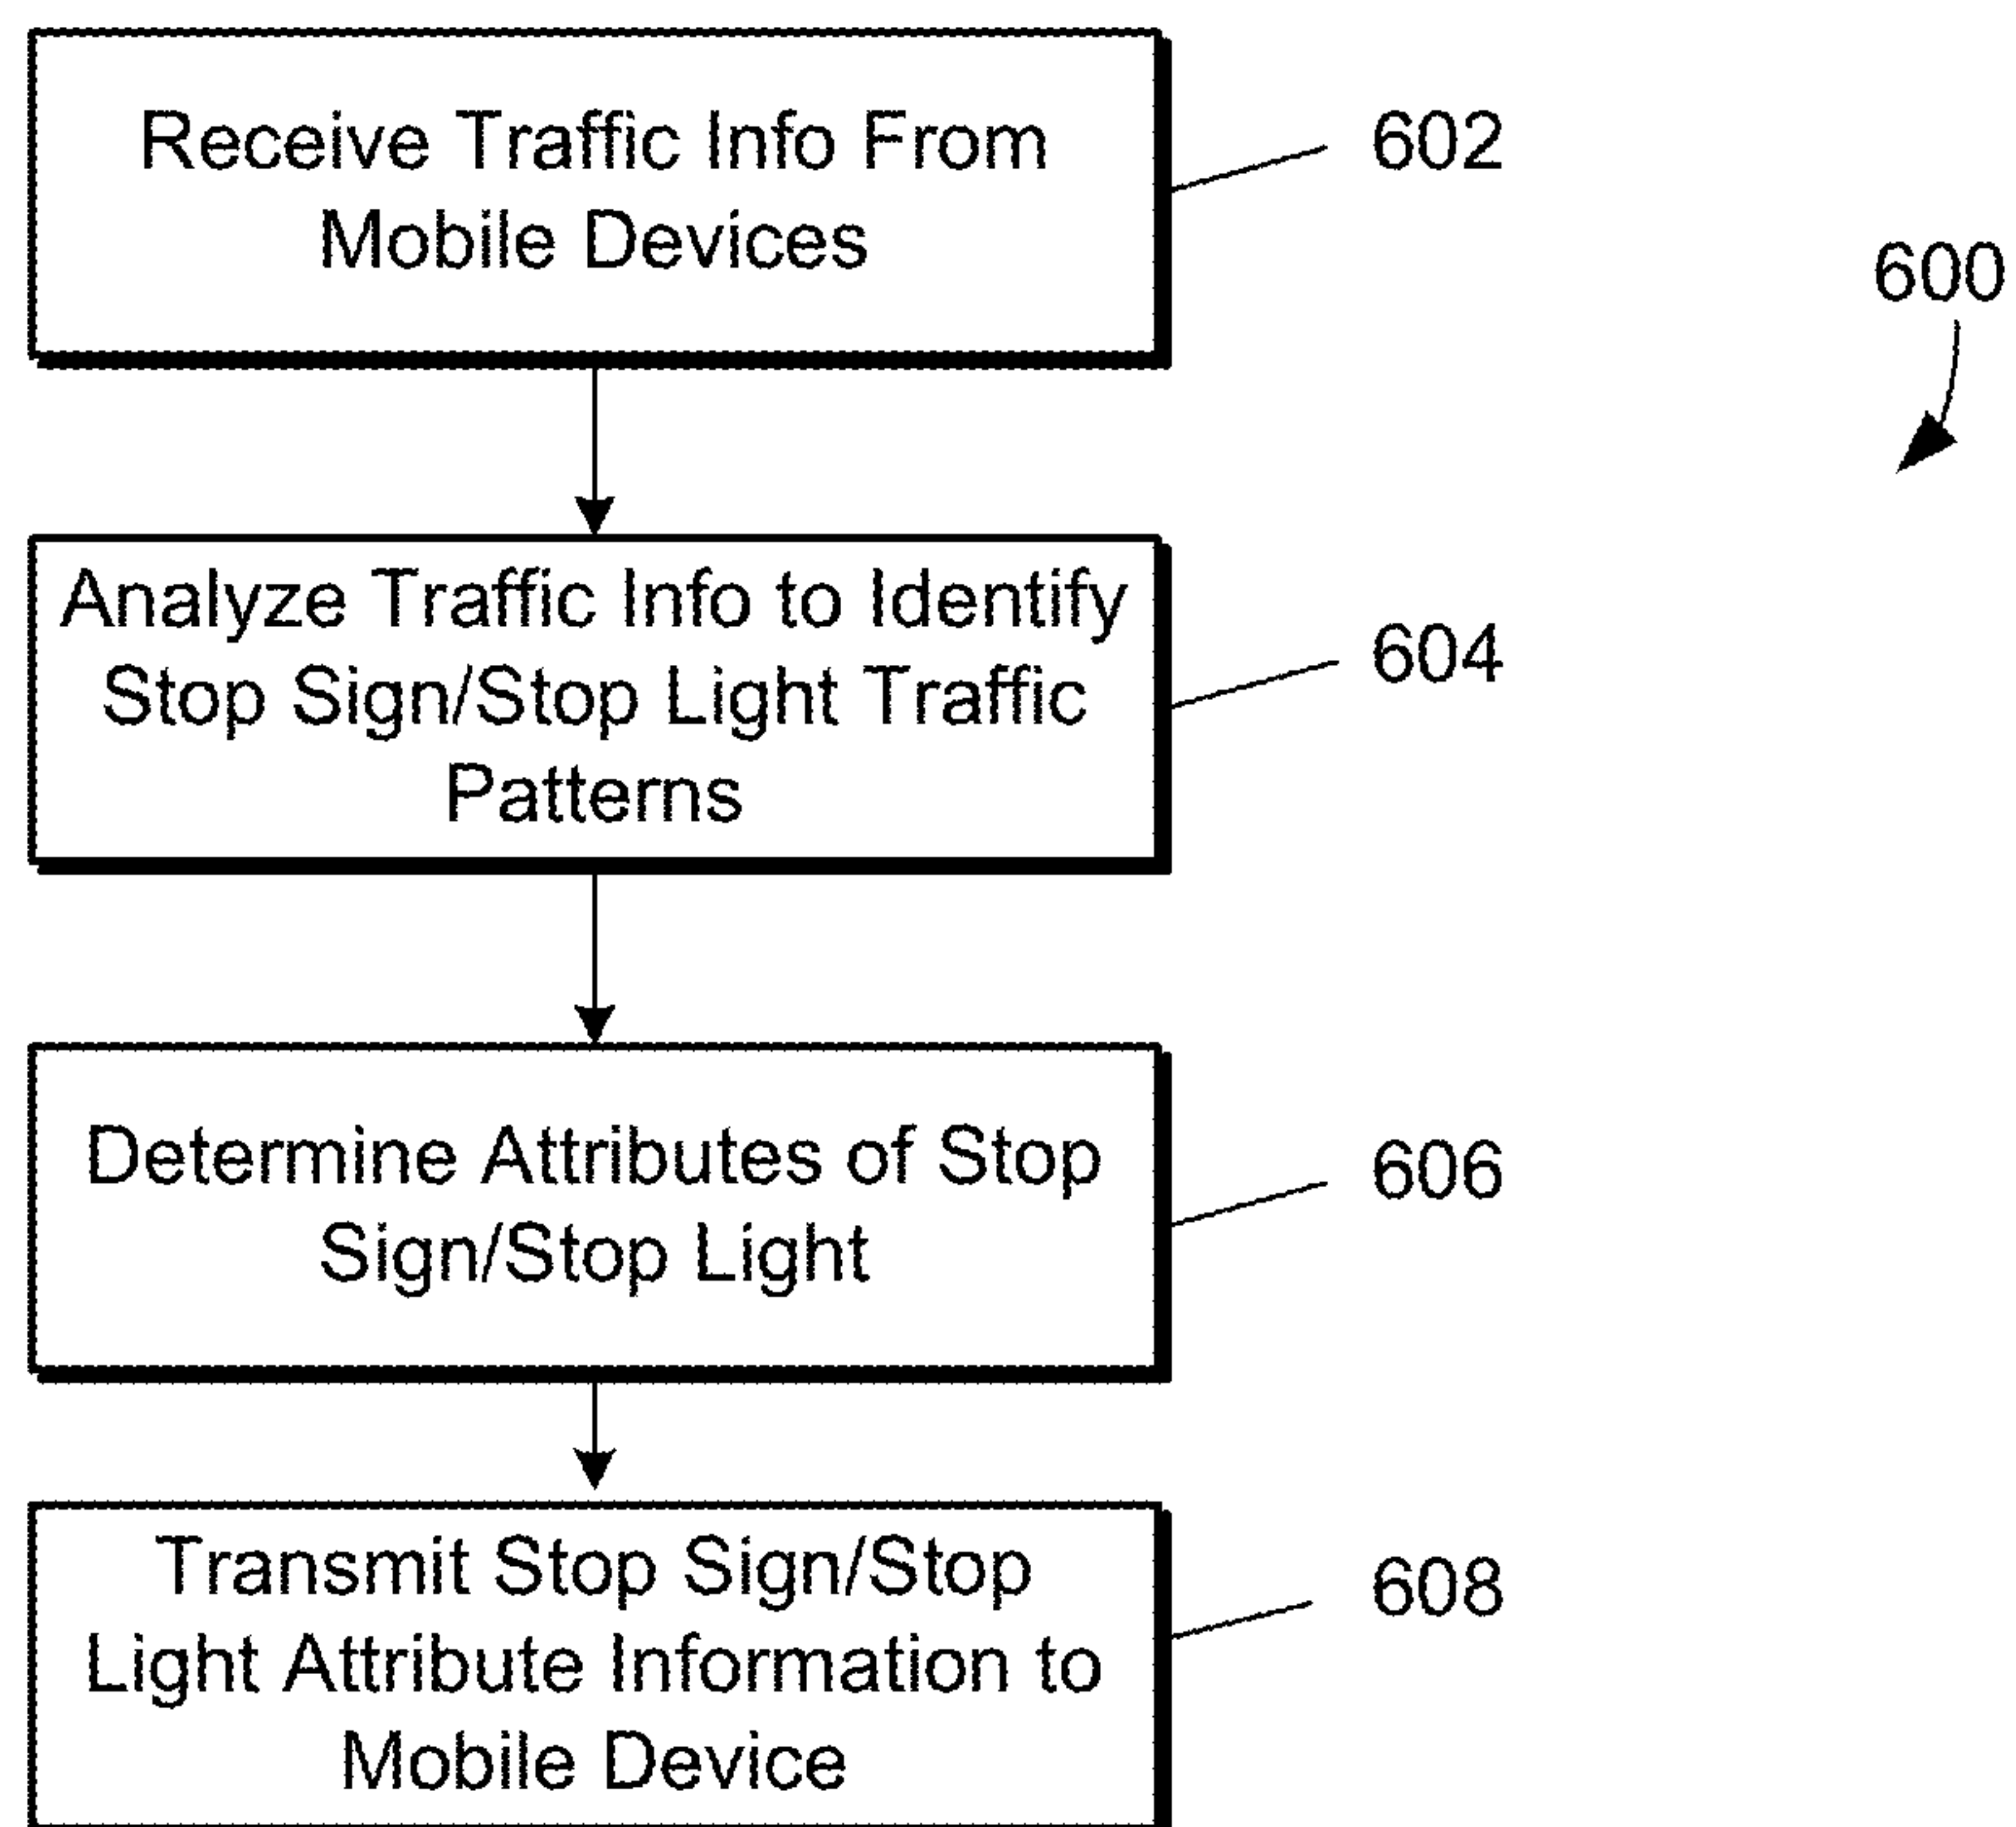 Receive Traffic Info From
Mobile Devices
602
600
Analyze Traffic Info to Identify
Stop Sign/Stop Light Traffic
Patterns
604
Determine Attributes of Stop
Sign/Stop Light
606
Transmit Stop Sign/Stop
Light Attribute Information to
Mobile Device
608